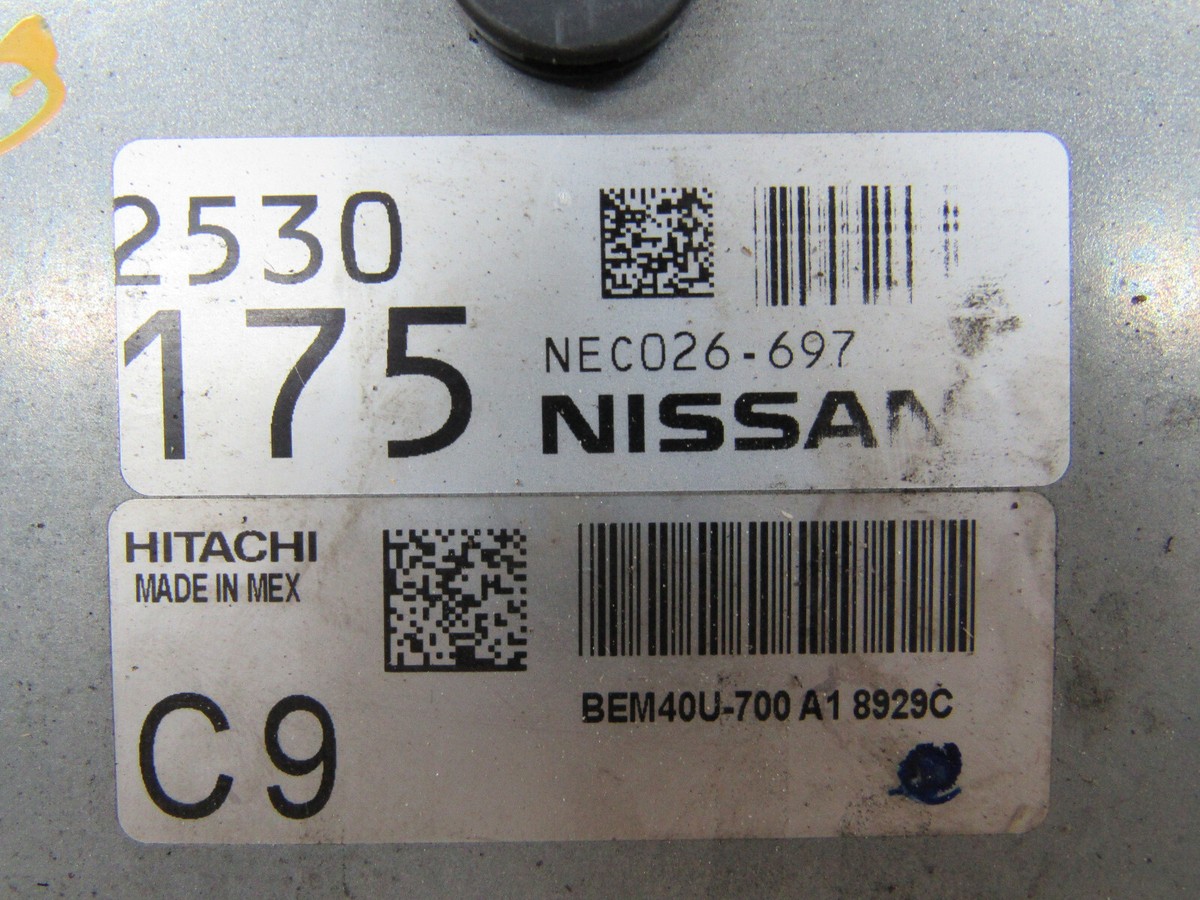 2530
175
NEC026-697
NISSAN
HITACHI
MADE IN MEX
C9
BEM40U-700 A1 8929C